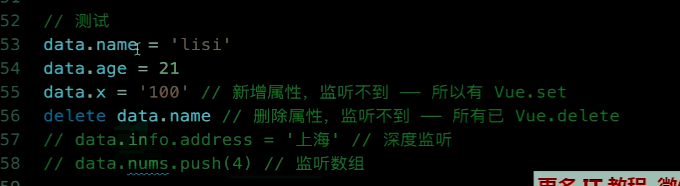 52 // 测试
53 data.name = 'lisi'
54 data.age = 21
55 data.x = '100' // 新增属性，监听不到 —— 所以有 Vue.set
56 delete data.name // 删除属性，监听不到 —— 所有已 Vue.delete
57 // data.info.address = '上海' // 深度监听
58 // data.nums.push(4) // 监听数组
更多 IT 教程